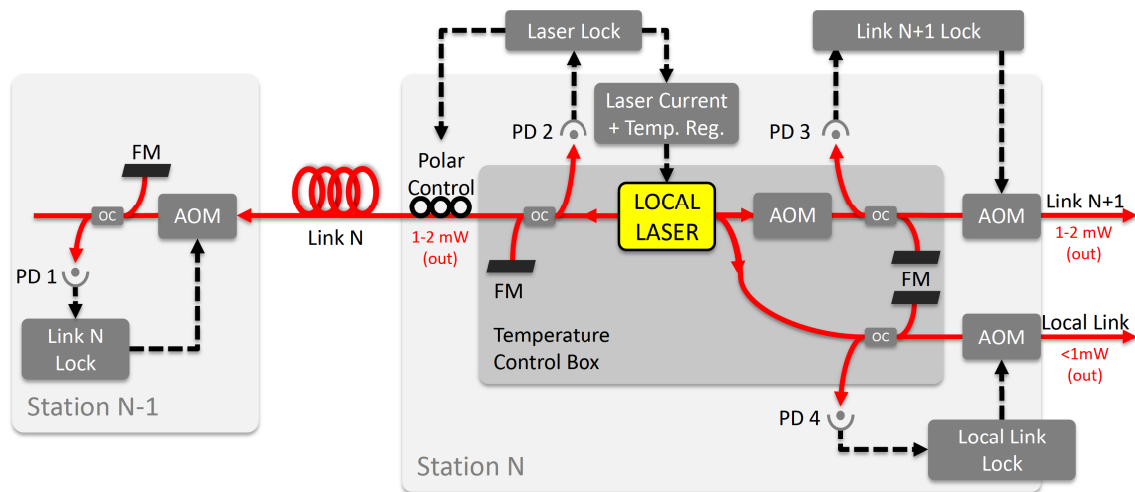 Laser Lock
Link N+1 Lock
Laser Current
+ Temp. Reg.
PD 2
PD 3
FM
Polar
Control
OC
AOM
Link N
1-2 mW
(out)
OC
LOCAL
LASER
AOM
OC
AOM
Link N+1
1-2 mW
(out)
PD 1
FM
FM
Link N
Lock
Temperature
Control Box
OC
AOM
Local Link
<1mW
(out)
Station N-1
PD 4
Local Link
Lock
Station N